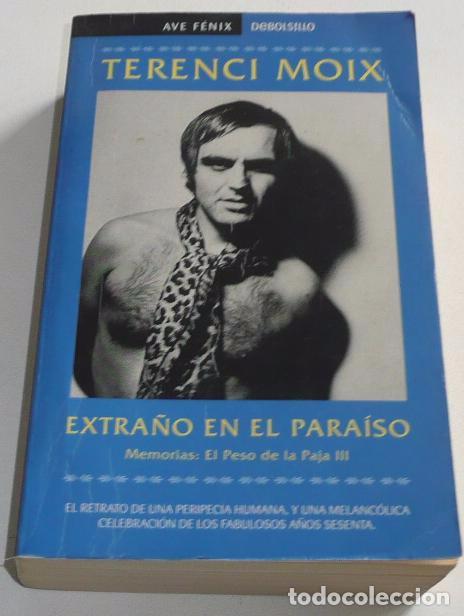 AVE FÉNIX DEBOLSILLO
TERENCI MOIX
EXTRAÑO EN EL PARAÍSO
Memorias: El Peso de la Paja III
EL RETRATO DE UNA PERIPECIA HUMANA, Y UNA MELANCÓLICA
CELEBRACIÓN DE LOS FABULOSOS AÑOS SESENTA.
todocoleccion